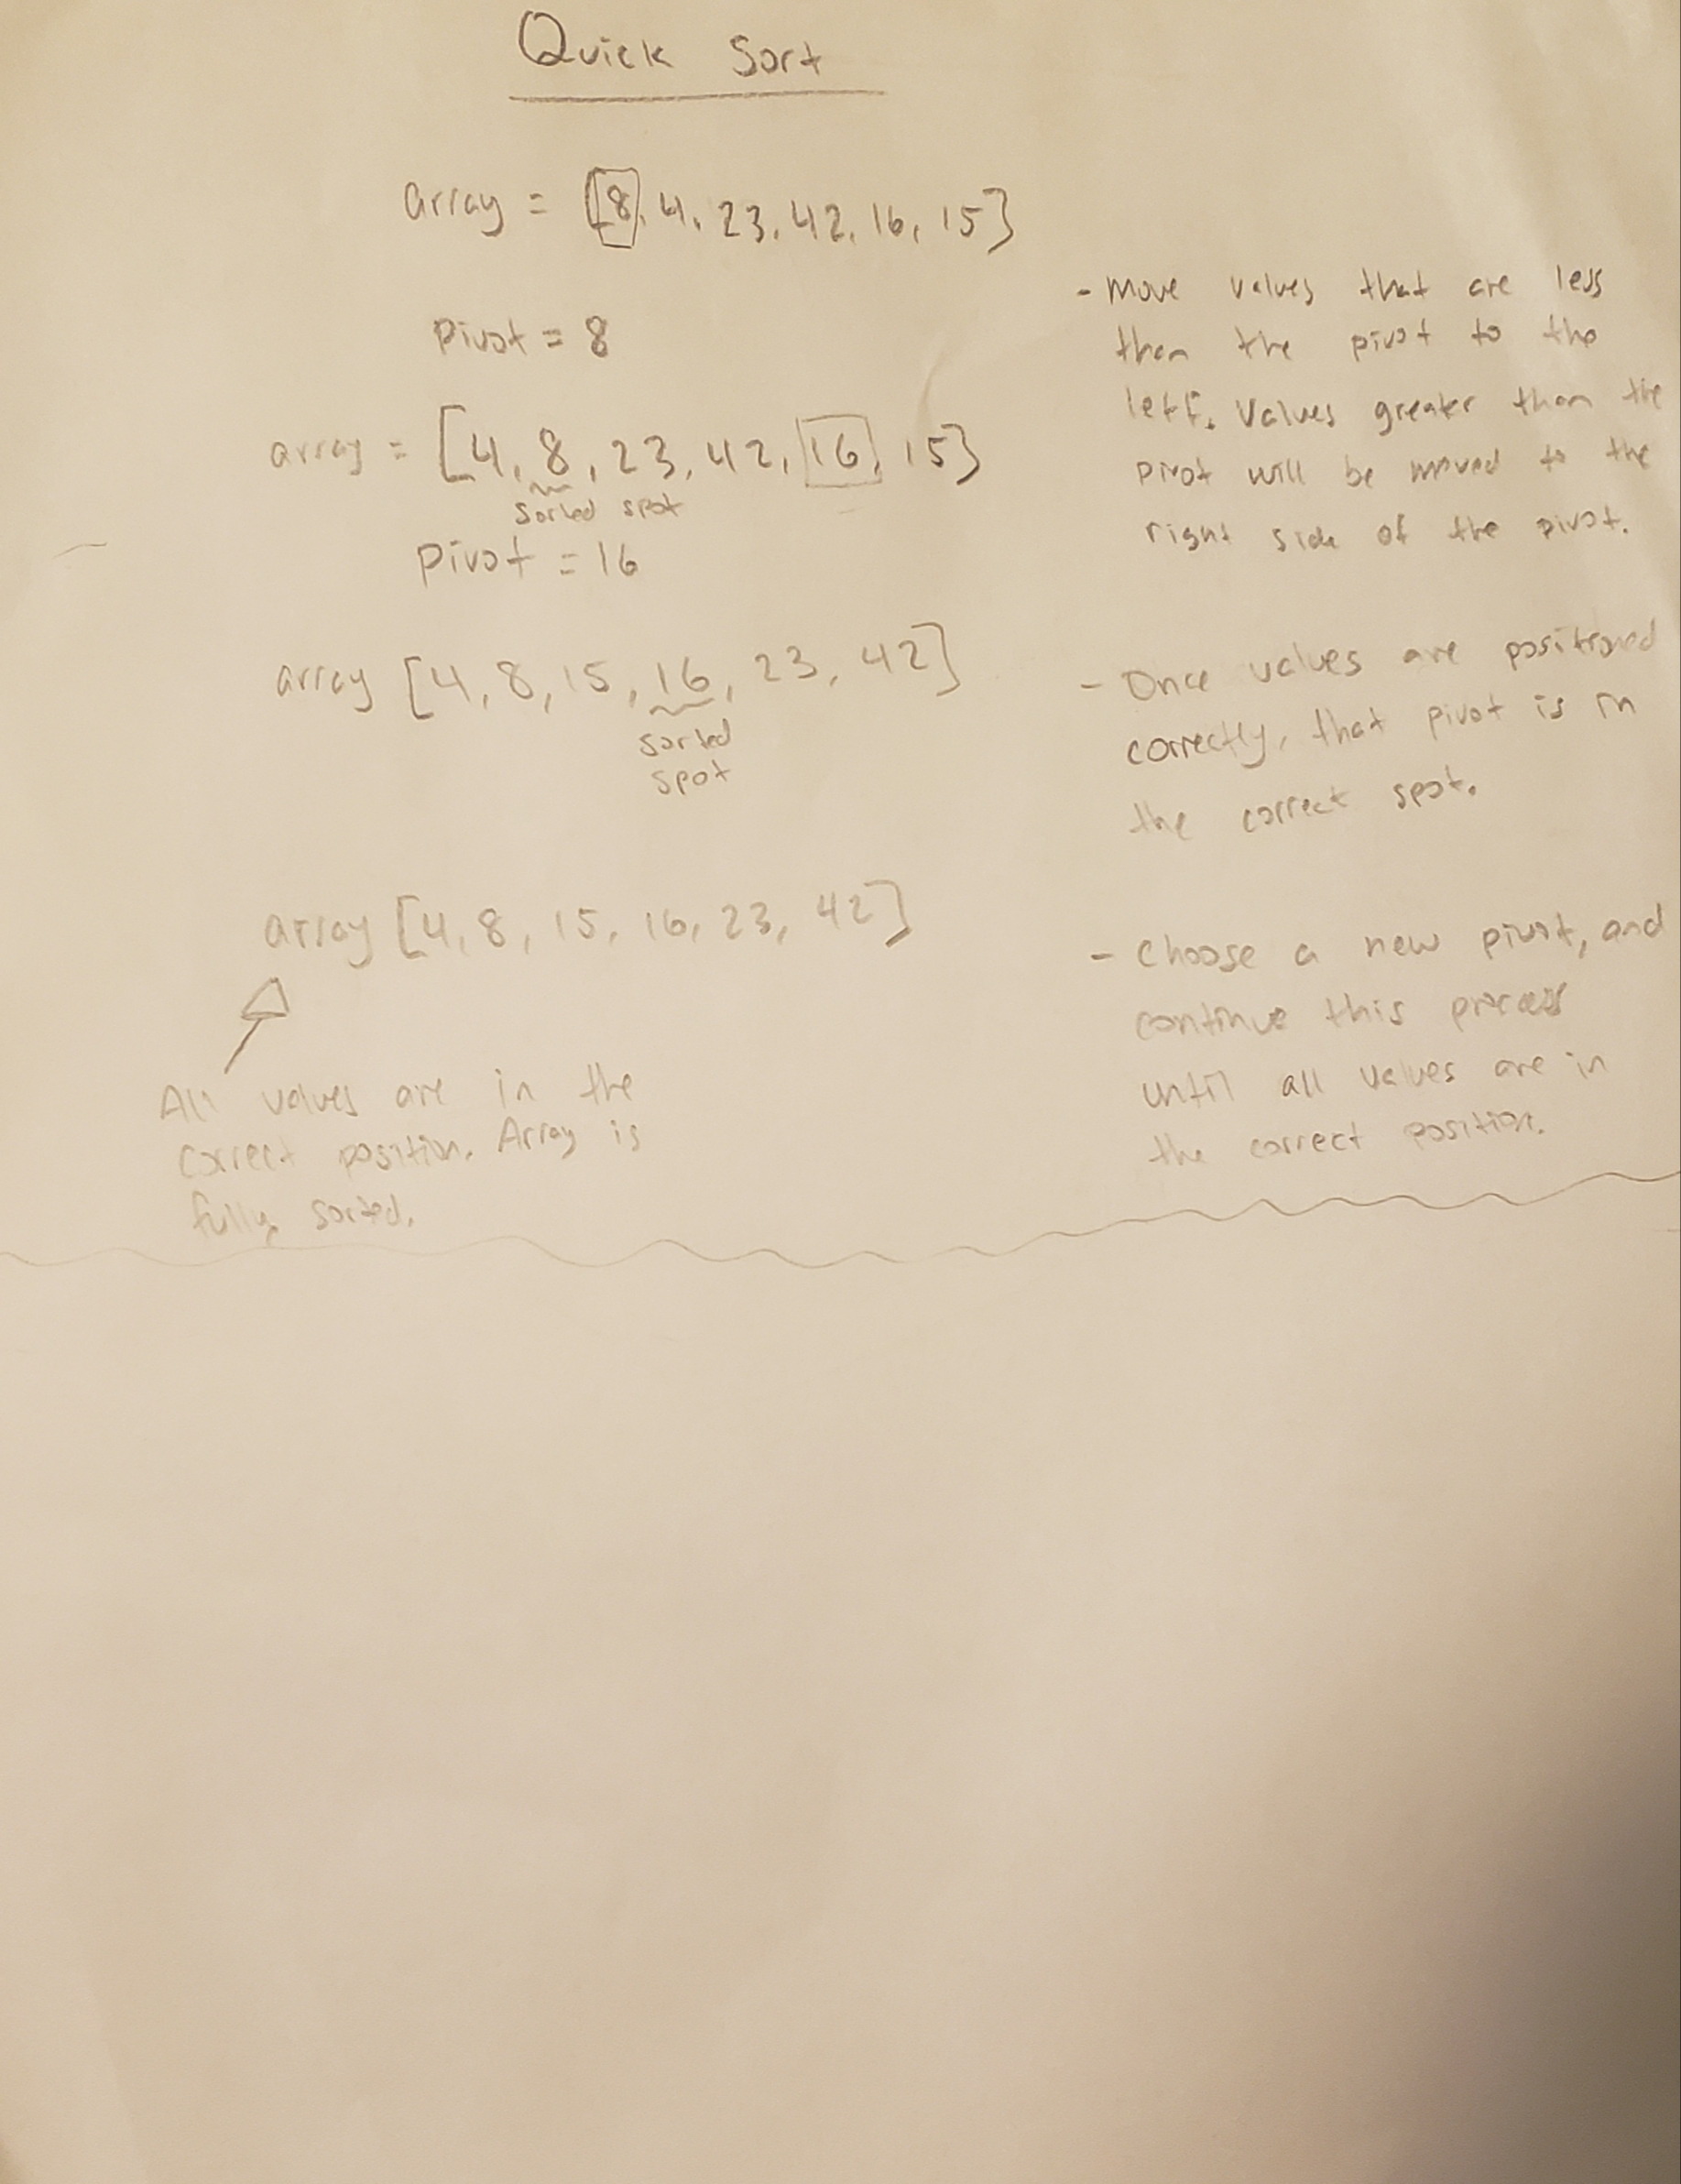 Quick Sort
array = [8, 4, 23, 42, 16, 15]
pivot = 8
array = [4, 8, 23, 42, 16, 15]
sorted spot
pivot = 16
array [4, 8, 15, 16, 23, 42]
sorted
spot
array [4, 8, 15, 16, 23, 42]
All values are in the
correct position. Array is
fully sorted.
- Move values that are less
than the pivot to the
left. Values greater than the
pivot will be moved to the
right side of the pivot.
- Once values are positioned
correctly, that pivot is in
the correct spot.
- Choose a new pivot, and
continue this process
until all values are in
the correct position.